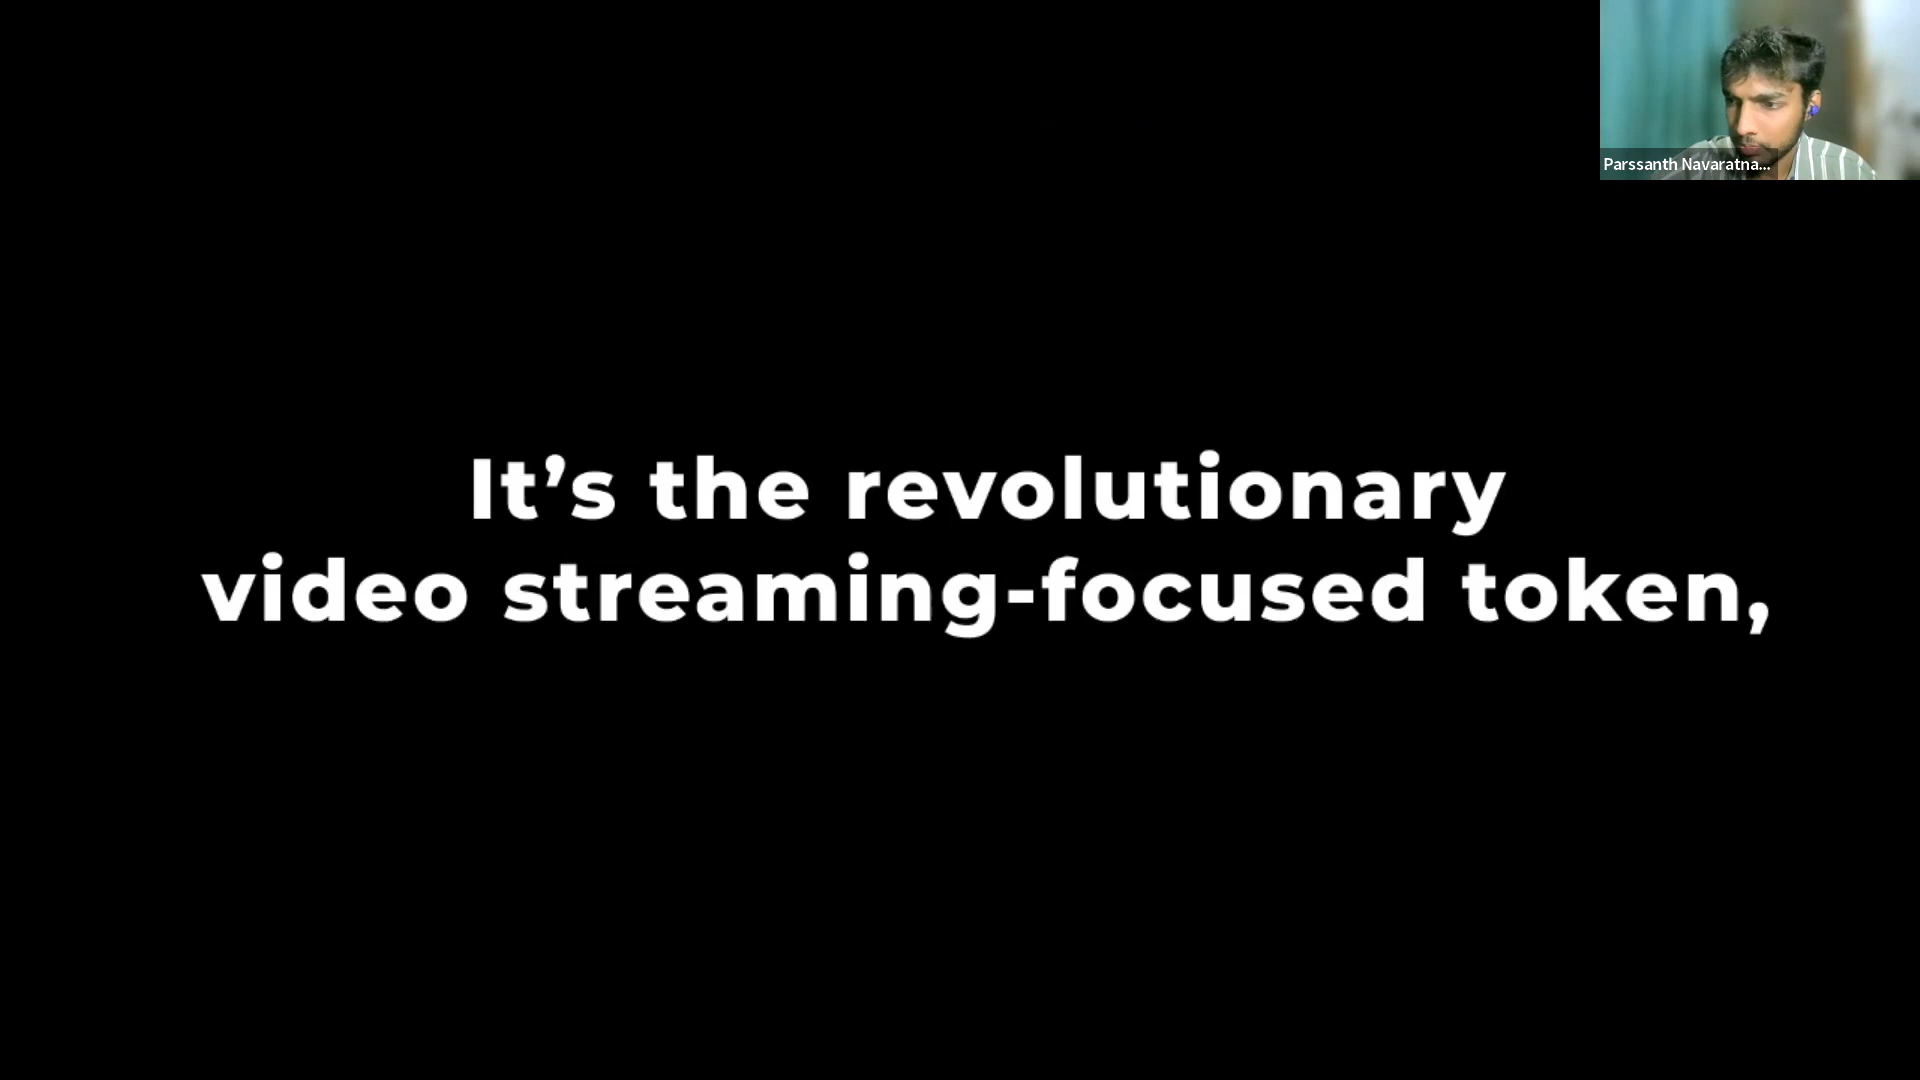 Parssanth Navaratna...
It’s the revolutionary
video streaming-focused token,